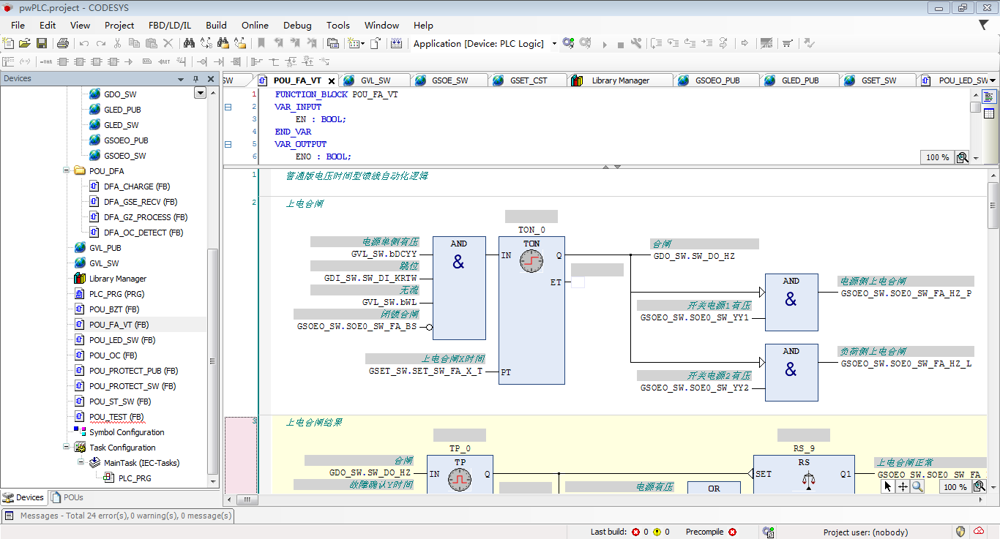 pwPLC.project - CODESYS
File Edit View Project FBD/LD/IL Build Online Debug Tools Window Help
Application [Device: PLC Logic]
Devices
GDO_SW
GLED_PUB
GLED_SW
GSOEO_PUB
GSOEO_SW
POU_DFA
DFA_CHARGE (FB)
DFA_GSE_RECV (FB)
DFA_GZ_PROCESS (FB)
DFA_OC_DETECT (FB)
GVL_PUB
GVL_SW
Library Manager
PLC_PRG (PRG)
POU_BZT (FB)
POU_FA_VT (FB)
POU_LED_SW (FB)
POU_OC (FB)
POU_PROTECT_PUB (FB)
POU_PROTECT_SW (FB)
POU_ST_SW (FB)
POU_TEST (FB)
Symbol Configuration
Task Configuration
MainTask (IEC-Tasks)
PLC_PRG
Devices POUs
SW POU_FA_VT GVL_SW GSOE_SW GSET_CST Library Manager GSOEO_PUB GLED_PUB GSET_SW POU_LED_SW
1 FUNCTION_BLOCK POU_FA_VT
2 VAR_INPUT
3 EN : BOOL;
4 END_VAR
5 VAR_OUTPUT
6 ENO : BOOL;
100 %
1 普通版电压时间型馈线自动化逻辑
2 上电合闸
TON_0
电源单侧有压
GVL_SW.bDCYY
跳位
GDI_SW.SW_DI_KRTW
无流
GVL_SW.bWL
闭锁合闸
GSOEO_SW.SOE0_SW_FA_BS
AND
&
上电合闸X时间
GSET_SW.SET_SW_FA_X_T
TON
IN Q
ET
PT
合闸
GDO_SW.SW_DO_HZ
开关电源1有压
GSOEO_SW.SOE0_SW_YY1
AND
&
电源侧上电合闸
GSOEO_SW.SOE0_SW_FA_HZ_P
开关电源2有压
GSOEO_SW.SOE0_SW_YY2
AND
&
负荷侧上电合闸
GSOEO_SW.SOE0_SW_FA_HZ_L
3 上电合闸结果
TP_0
合闸
GDO_SW.SW_DO_HZ
故障确认Y时间
TP
IN Q
电源有压
OR
RS_9
RS
SET Q1
上电合闸正常
GSOEO_SW.SOE0_SW_FA
100 %
Messages - Total 24 error(s), 0 warning(s), 0 message(s)
Last build: 0 0 Precompile Project user: (nobody)